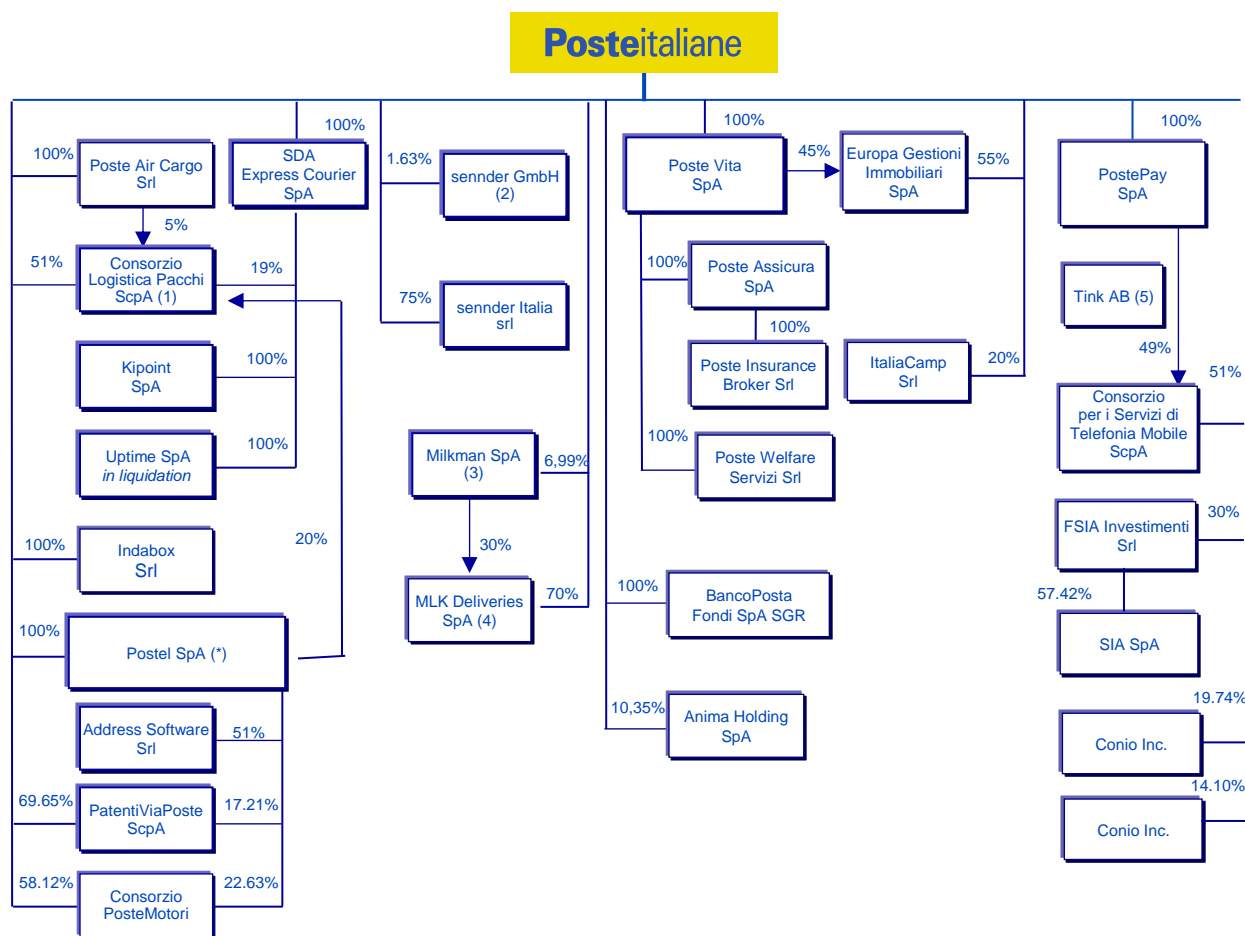 Posteitaliane
100%
Poste Air Cargo
Srl
5%
51%
Consorzio
Logistica Pacchi
ScpA (1)
19%
Kipoint
SpA
100%
Uptime SpA
in liquidation
100%
100%
Indabox
Srl
20%
100%
Postel SpA (*)
Address Software
Srl
51%
69.65%
PatentiViaPoste
ScpA
17.21%
58.12%
Consorzio
PosteMotori
22.63%
100%
SDA
Express Courier
SpA
1.63%
sennder GmbH
(2)
75%
sennder Italia
srl
Milkman SpA
(3)
6,99%
30%
MLK Deliveries
SpA (4)
70%
100%
Poste Vita
SpA
45%
Europa Gestioni
Immobiliari
SpA
55%
100%
Poste Assicura
SpA
100%
Poste Insurance
Broker Srl
ItaliaCamp
Srl
20%
100%
Poste Welfare
Servizi Srl
100%
BancoPosta
Fondi SpA SGR
10,35%
Anima Holding
SpA
100%
PostePay
SpA
Tink AB (5)
49%
51%
Consorzio
per i Servizi di
Telefonia Mobile
ScpA
FSIA Investimenti
Srl
30%
57.42%
SIA SpA
19.74%
Conio Inc.
14.10%
Conio Inc.